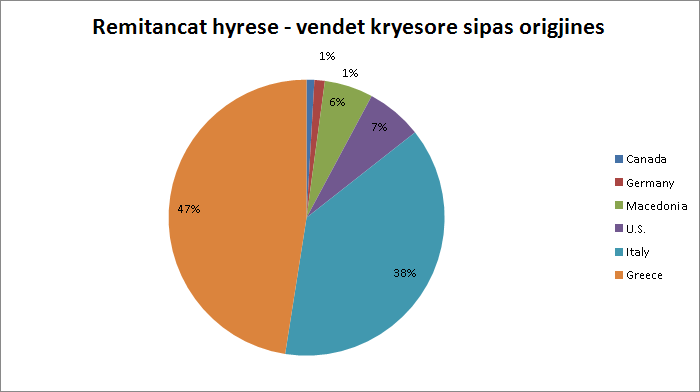 Remitancat hyrese - vendet kryesore sipas origjines
1%
1%
6%
7%
47%
38%
Canada
Germany
Macedonia
U.S.
Italy
Greece